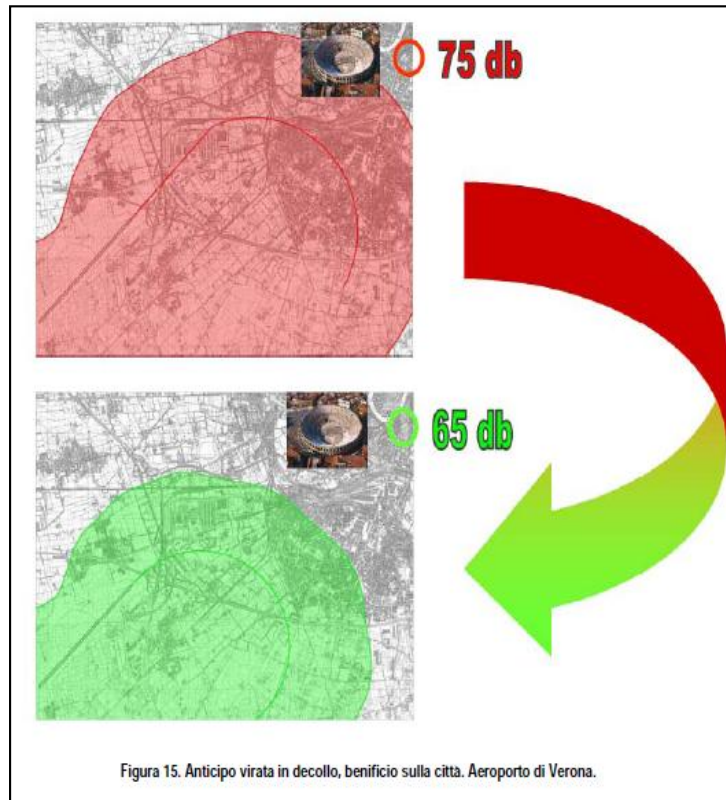 75 db
65 db
Figura 15. Anticipo virata in decollo, benificio sulla città. Aeroporto di Verona.